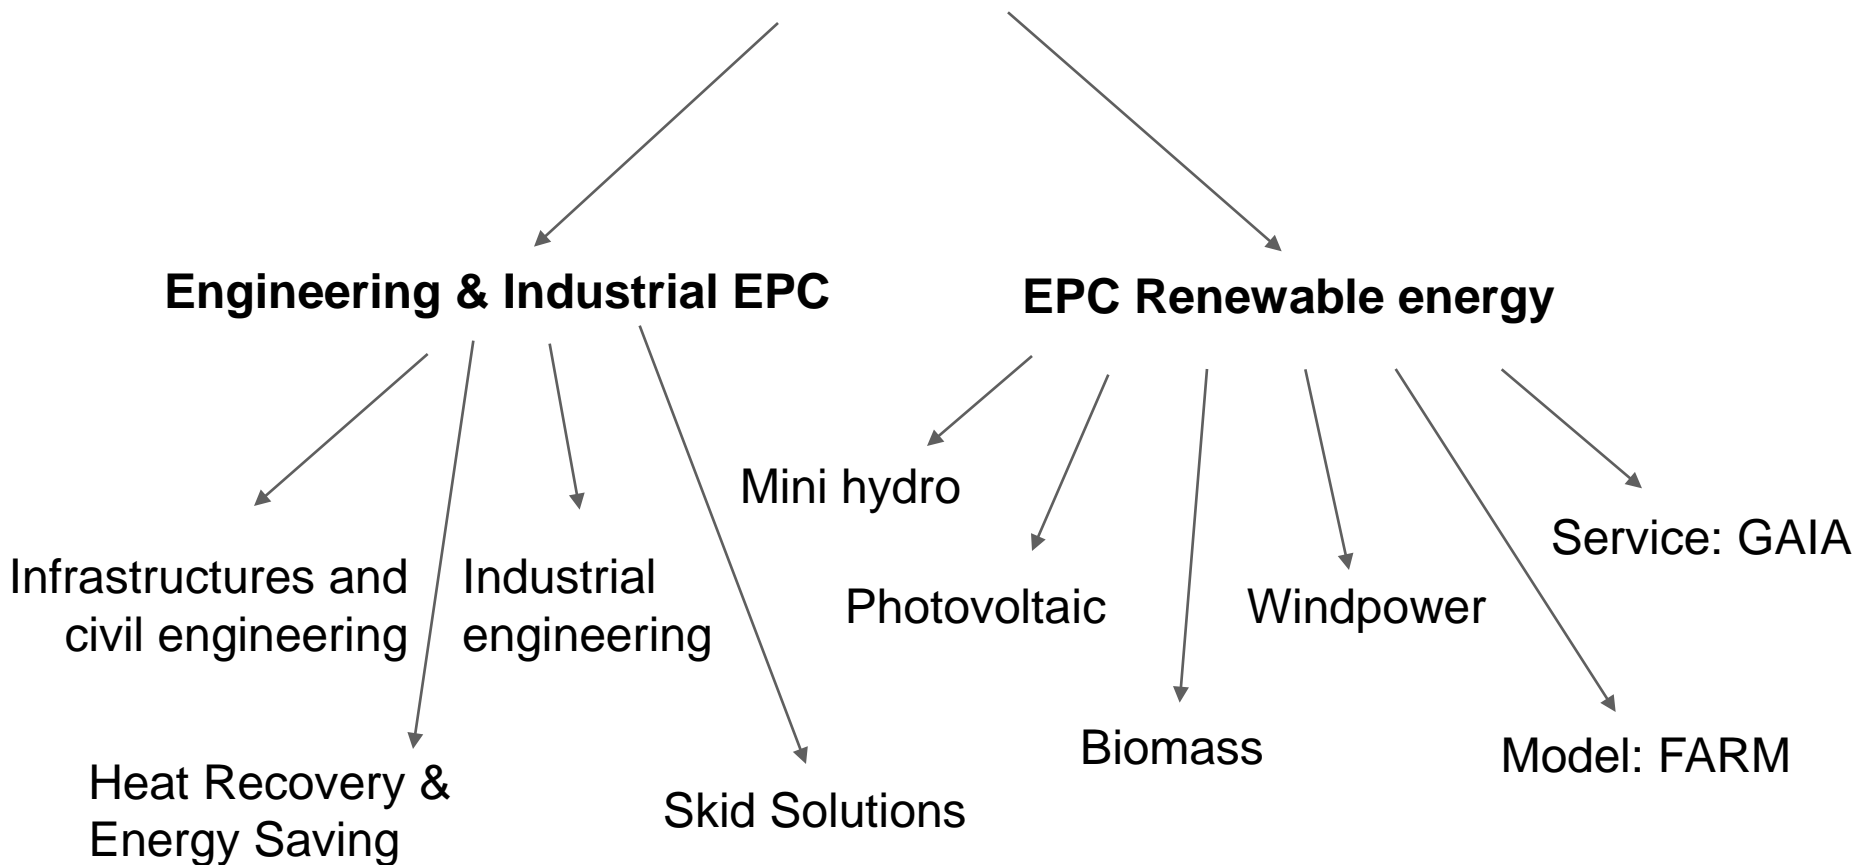 Engineering & Industrial EPC
EPC Renewable energy
Mini hydro
Service: GAIA
Infrastructures and
civil engineering
Industrial
engineering
Photovoltaic
Windpower
Biomass
Model: FARM
Heat Recovery &
Energy Saving
Skid Solutions